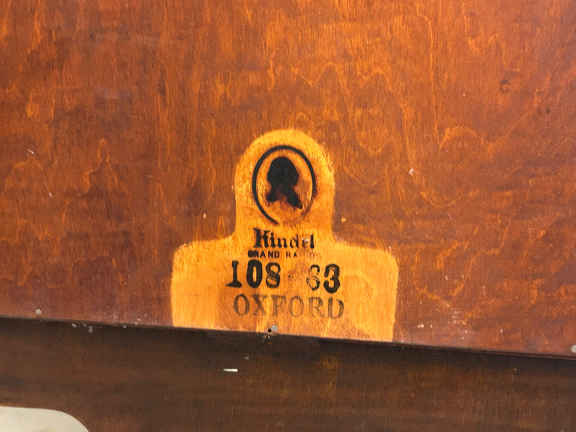 Kindel
GRAND RAPIDS
108-63
OXFORD